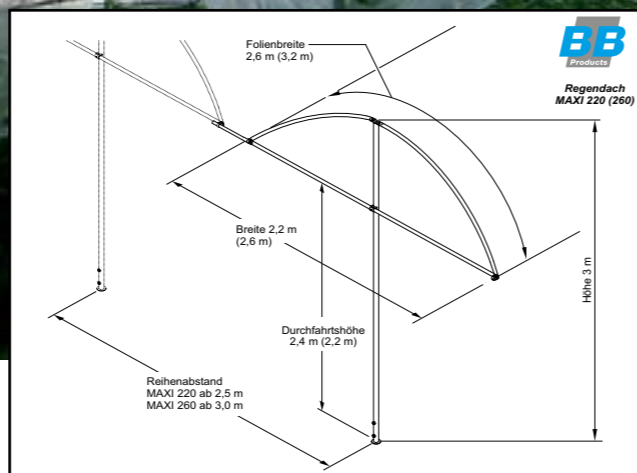 BB
Products
Regendach
MAXI 220 (260)
Folienbreite
2,6 m (3,2 m)
Breite 2,2 m
(2,6 m)
Höhe 3 m
Durchfahrtshöhe
2,4 m (2,2 m)
Reihenabstand
MAXI 220 ab 2,5 m
MAXI 260 ab 3,0 m